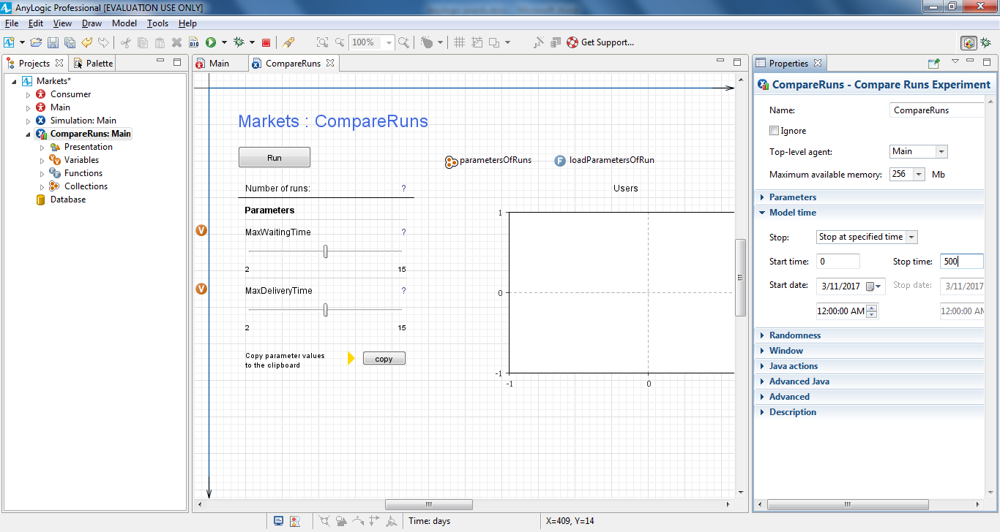 AnyLogic Professional [EVALUATION USE ONLY]
File Edit View Draw Model Tools Help
100% Get Support...
Projects Palette
Markets*
Consumer
Main
Simulation: Main
CompareRuns: Main
Presentation
Variables
Functions
Collections
Database
Main CompareRuns
Markets : CompareRuns
Run
parametersOfRuns loadParametersOfRun
Number of runs: ?
Users
Parameters
MaxWaitingTime ?
2 15
MaxDeliveryTime ?
2 15
Copy parameter values
to the clipboard
copy
1
0
-1
-1 0
Properties
CompareRuns - Compare Runs Experiment
Name: CompareRuns
Ignore
Top-level agent: Main
Maximum available memory: 256 Mb
Parameters
Model time
Stop: Stop at specified time
Start time: 0 Stop time: 500
Start date: 3/11/2017 Stop date: 3/11/2017
12:00:00 AM 12:00:00 AM
Randomness
Window
Java actions
Advanced Java
Advanced
Description
Time: days X=409, Y=14